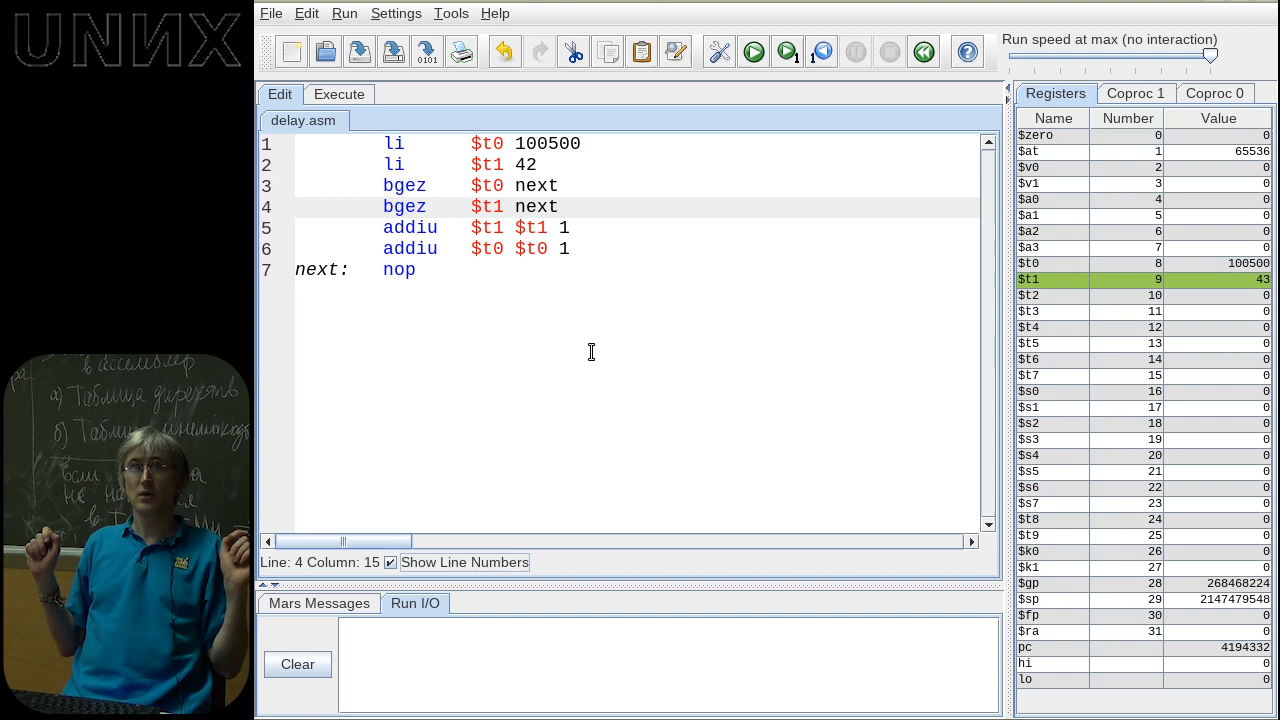 UNИX
File Edit Run Settings Tools Help
Run speed at max (no interaction)
Edit Execute
delay.asm
1 li $t0 100500
2 li $t1 42
3 bgez $t0 next
4 bgez $t1 next
5 addiu $t1 $t1 1
6 addiu $t0 $t0 1
7 next: nop
Line: 4 Column: 15 Show Line Numbers
Mars Messages Run I/O
Clear
Registers Coproc 1 Coproc 0
Name Number Value
$zero 0 0
$at 1 65536
$v0 2 0
$v1 3 0
$a0 4 0
$a1 5 0
$a2 6 0
$a3 7 0
$t0 8 100500
$t1 9 43
$t2 10 0
$t3 11 0
$t4 12 0
$t5 13 0
$t6 14 0
$t7 15 0
$s0 16 0
$s1 17 0
$s2 18 0
$s3 19 0
$s4 20 0
$s5 21 0
$s6 22 0
$s7 23 0
$t8 24 0
$t9 25 0
$k0 26 0
$k1 27 0
$gp 28 268468224
$sp 29 2147479548
$fp 30 0
$ra 31 0
pc 4194332
hi 0
lo 0
в ассемблер
а) Таблица директив
б) Таблица
если
не
в